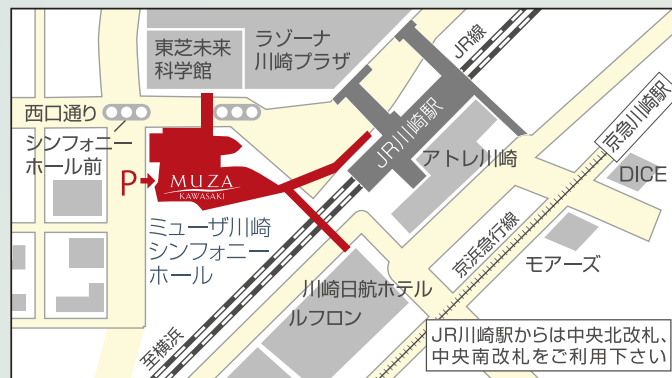 東芝未来
科学館
ラゾーナ
川崎プラザ
JR線
西口通り
シンフォニー
ホール前
JR川崎駅
京急川崎駅
アトレ川崎
DICE
P
MUZA
KAWASAKI
ミューザ川崎
シンフォニー
ホール
京浜急行線
モアーズ
川崎日航ホテル
ルフロン
至横浜
JR川崎駅からは中央北改札、
中央南改札をご利用下さい